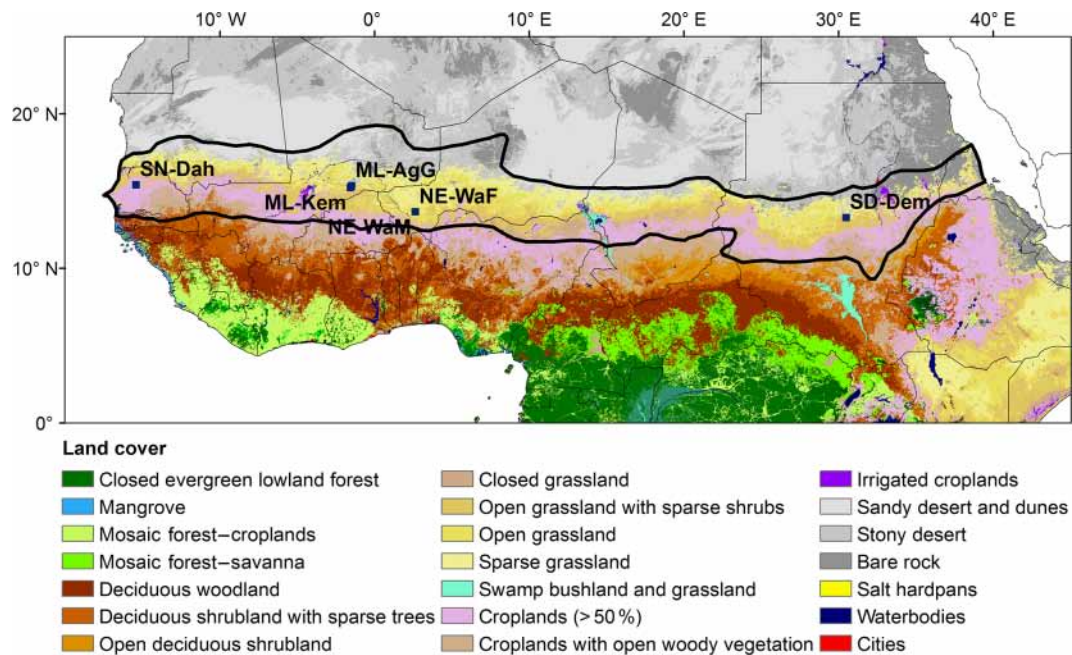 10° W 0° 10° E 20° E 30° E 40° E
20° N
SN-Dah ML-AgG
ML-Kem NE-WaF SD-Dem
NE-WaM
10° N
0°
Land cover
Closed evergreen lowland forest
Mangrove
Mosaic forest–croplands
Mosaic forest–savanna
Deciduous woodland
Deciduous shrubland with sparse trees
Open deciduous shrubland
Closed grassland
Open grassland with sparse shrubs
Open grassland
Sparse grassland
Swamp bushland and grassland
Croplands (> 50 %)
Croplands with open woody vegetation
Irrigated croplands
Sandy desert and dunes
Stony desert
Bare rock
Salt hardpans
Waterbodies
Cities